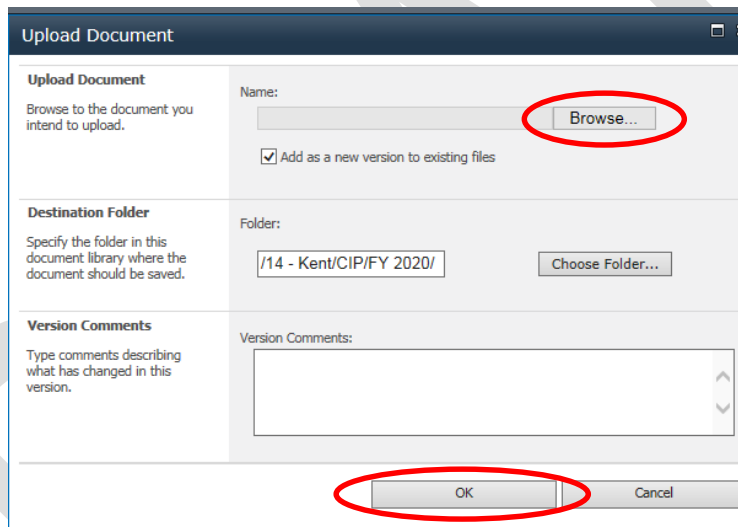 Upload Document
Upload Document
Browse to the document you
intend to upload.
Name:
Browse...
Add as a new version to existing files
Destination Folder
Specify the folder in this
document library where the
document should be saved.
Folder:
/14 - Kent/CIP/FY 2020/
Choose Folder...
Version Comments
Type comments describing
what has changed in this
version.
Version Comments:
OK
Cancel